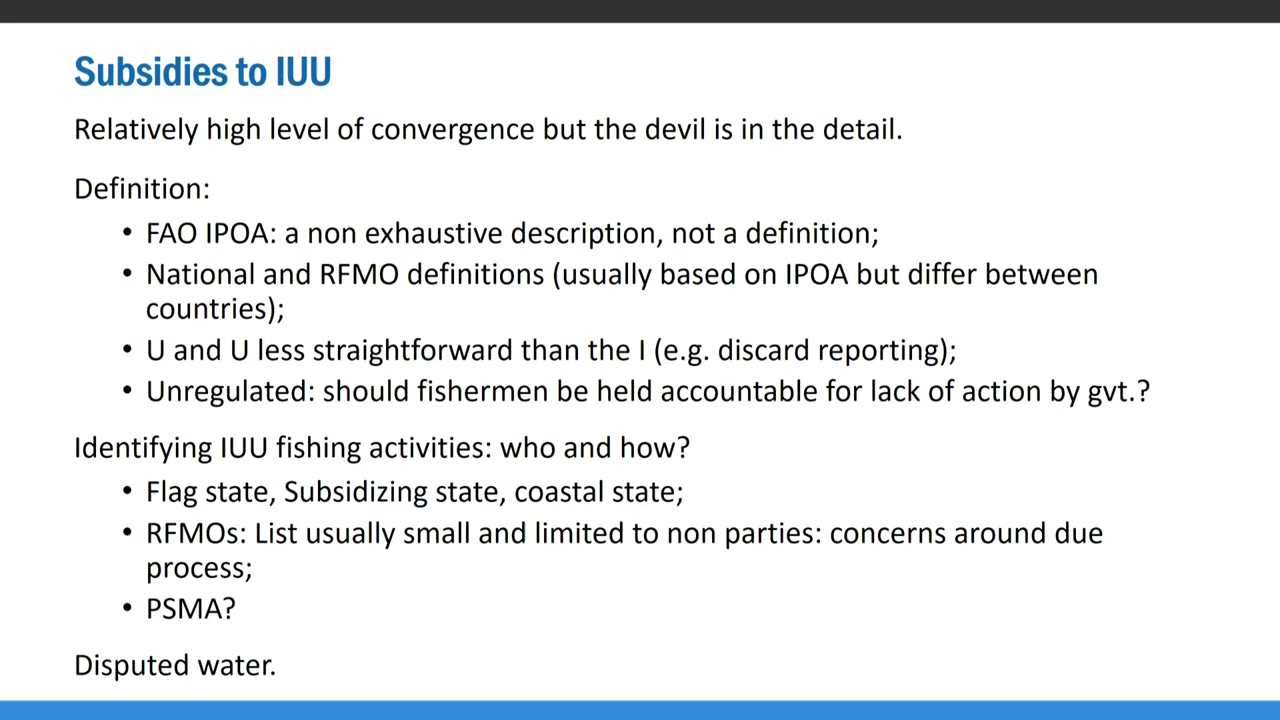 Subsidies to IUU
Relatively high level of convergence but the devil is in the detail.
Definition:
• FAO IPOA: a non exhaustive description, not a definition;
• National and RFMO definitions (usually based on IPOA but differ between
countries);
• U and U less straightforward than the I (e.g. discard reporting);
• Unregulated: should fishermen be held accountable for lack of action by gvt.?
Identifying IUU fishing activities: who and how?
• Flag state, Subsidizing state, coastal state;
• RFMOs: List usually small and limited to non parties: concerns around due
process;
• PSMA?
Disputed water.